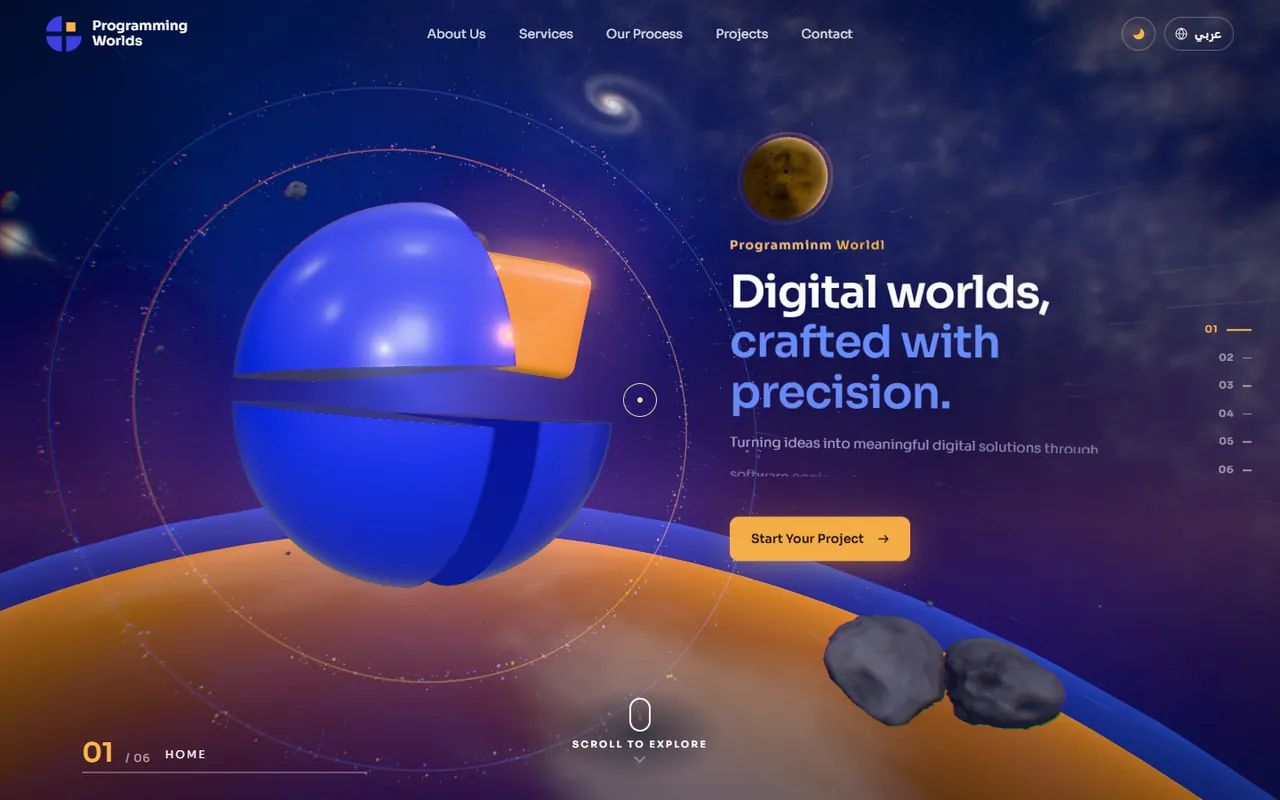 Programming
Worlds
About Us
Services
Our Process
Projects
Contact
عربي
Programminm Worldl
Digital worlds,
crafted with
precision.
Turning ideas into meaningful digital solutions through
software
Start Your Project
01
02
03
04
05
06
SCROLL TO EXPLORE
01 / 06 HOME